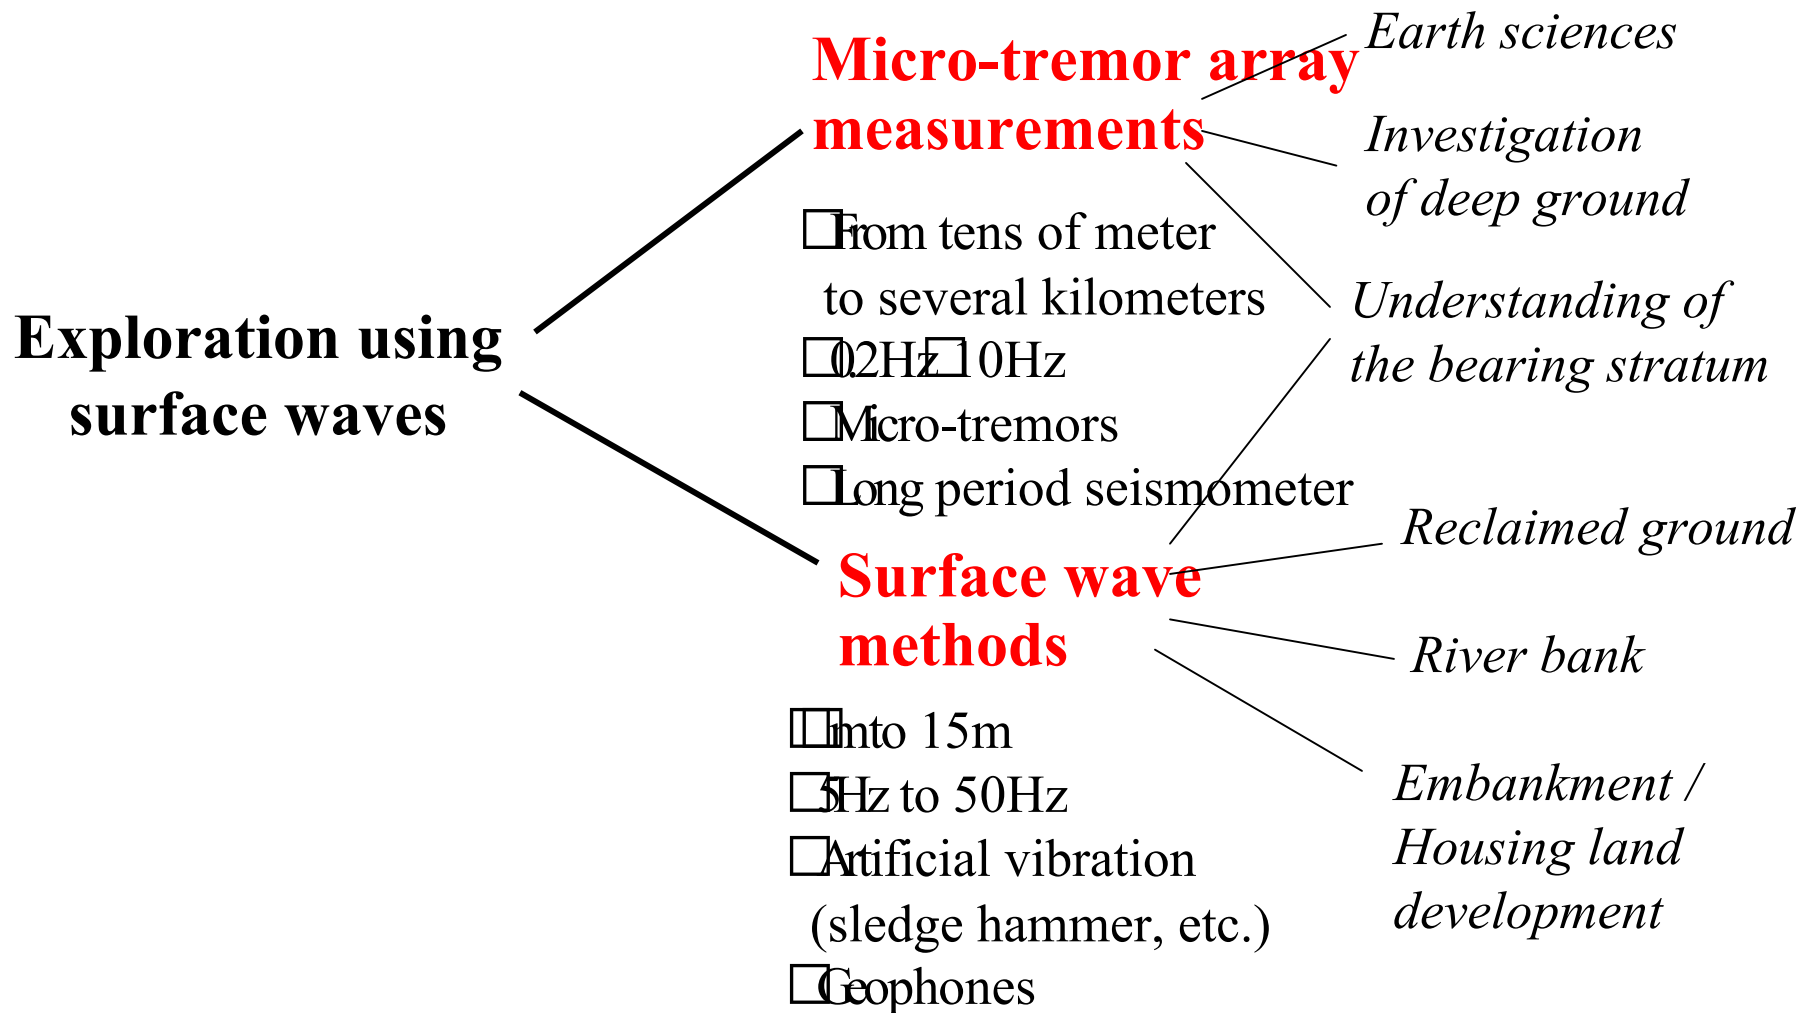 Micro-tremor array
measurements
□From tens of meter
to several kilometers
□0.2Hz□10Hz
□Micro-tremors
□Long period seismometer
Exploration using
surface waves
Surface wave
methods
to 15m
□5Hz to 50Hz
□Artificial vibration
(sledge hammer, etc.)
□Geophones
Earth sciences
Investigation
of deep ground
Understanding of
the bearing stratum
Reclaimed ground
River bank
Embankment /
Housing land
development